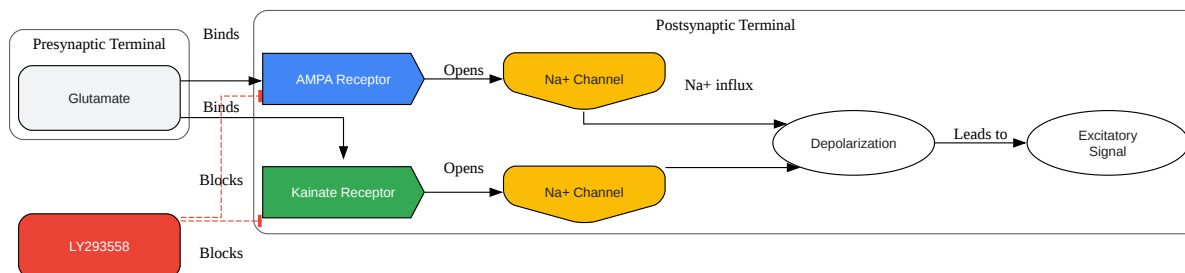 Presynaptic Terminal
Glutamate
Binds
Binds
Blocks
Blocks
LY293558
Postsynaptic Terminal
AMPA Receptor
Opens
Na+ Channel
Na+ influx
Kainate Receptor
Opens
Na+ Channel
Depolarization
Leads to
Excitatory
Signal